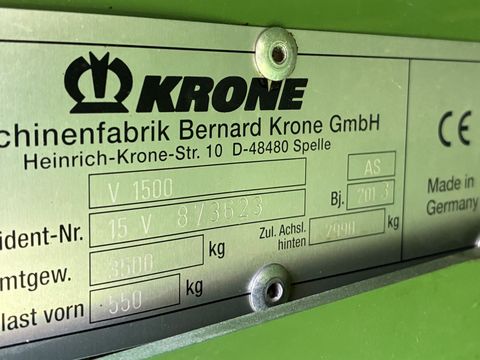 KRONE
chinenfabrik Bernard Krone GmbH
Heinrich-Krone-Str. 10 D-48480 Spelle
CE
V 1500 AS
ident-Nr. 15 V 873623 Bj. 2013
Made in
Germany
mtgew. 3500 kg Zul. Achsl. hinten 2990 kg
last vorn 550 kg